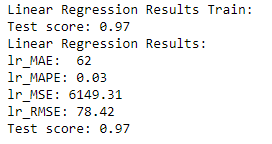 Linear Regression Results Train:
Test score: 0.97
Linear Regression Results:
lr_MAE:  62
lr_MAPE: 0.03
lr_MSE: 6149.31
lr_RMSE: 78.42
Test score: 0.97